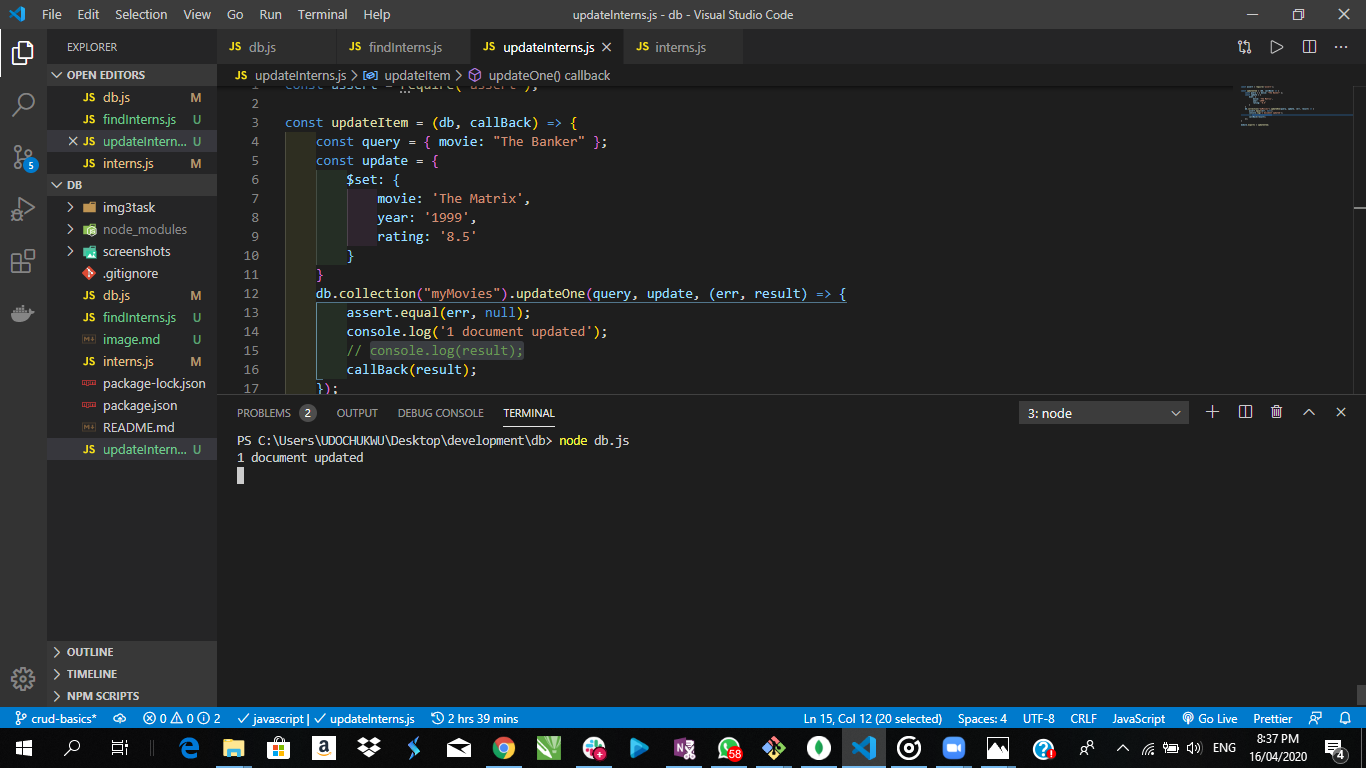 File Edit Selection View Go Run Terminal Help updateInterns.js - db - Visual Studio Code
EXPLORER
OPEN EDITORS
JS db.js M
JS findInterns.js U
JS updateIntern... U
JS interns.js M
DB
img3task
node_modules
screenshots
.gitignore
JS db.js M
JS findInterns.js U
image.md U
JS interns.js M
package-lock.json
package.json
README.md
JS updateIntern... U
OUTLINE
TIMELINE
NPM SCRIPTS
5
JS db.js JS findInterns.js JS updateInterns.js JS interns.js
JS updateInterns.js > updateItem > updateOne() callback
1 const assert = require("assert");
2
3 const updateItem = (db, callBack) => {
4 const query = { movie: "The Banker" };
5 const update = {
6 $set: {
7 movie: 'The Matrix',
8 year: '1999',
9 rating: '8.5'
10 }
11 }
12 db.collection("myMovies").updateOne(query, update, (err, result) => {
13 assert.equal(err, null);
14 console.log('1 document updated');
15 // console.log(result);
16 callBack(result);
17 });
PROBLEMS 2 OUTPUT DEBUG CONSOLE TERMINAL 3: node
PS C:\Users\UDOCHUKWU\Desktop\development\db> node db.js
1 document updated
crud-basics* 0 0 2 javascript | updateInterns.js 2 hrs 39 mins Ln 15, Col 12 (20 selected) Spaces: 4 UTF-8 CRLF JavaScript Go Live Prettier
58 ENG 8:37 PM
16/04/2020 4